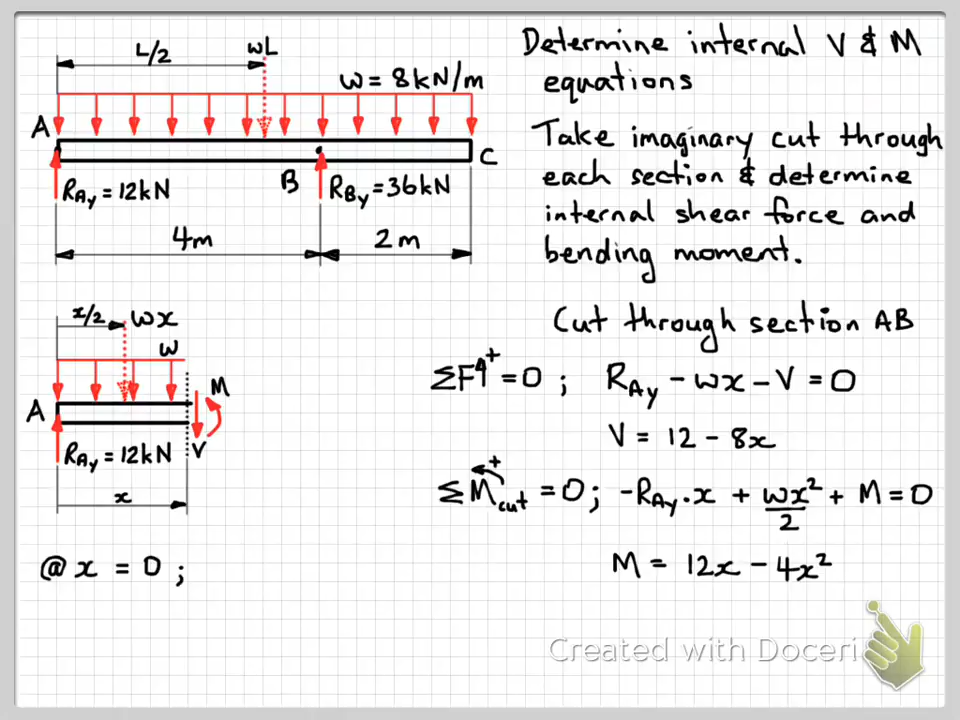 L/2
wL
w = 8kN/m
A
B
C
RAy = 12kN
RBy = 36kN
4m
2m
Determine internal V & M
equations
Take imaginary cut through
each section & determine
internal shear force and
bending moment.
x/2
wx
w
A
M
V
RAy = 12kN
x
Cut through section AB
ΣF↑+ = 0 ; RAy - wx - V = 0
V = 12 - 8x
ΣMcut + = 0 ; -RAy.x + wx²/2 + M = 0
M = 12x - 4x²
@ x = 0 ;
Created with Doceri